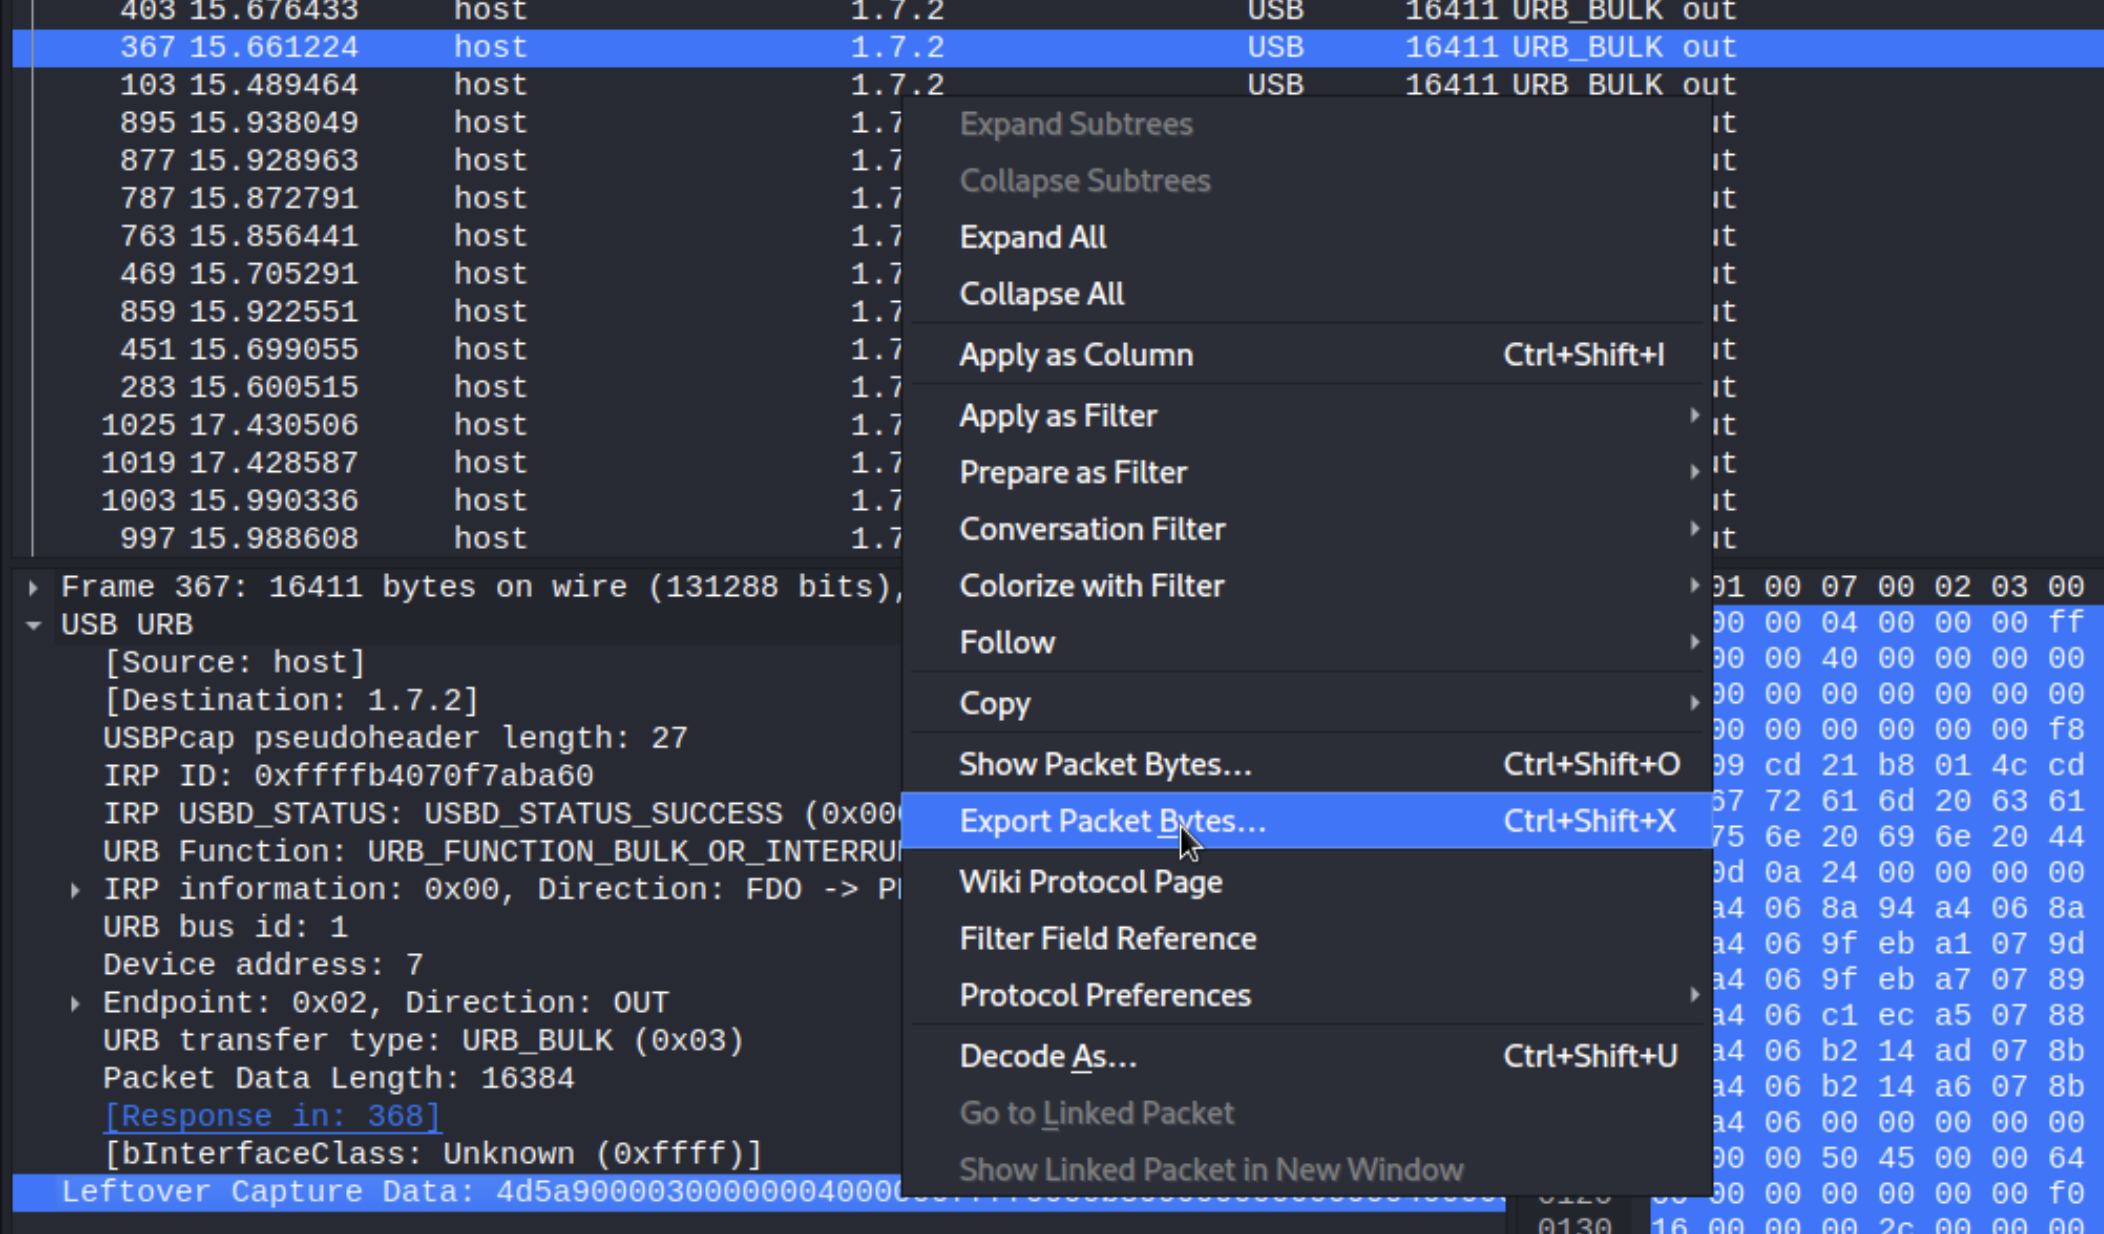 403 15.676433 host 1.7.2 USB 16411 URB_BULK out
367 15.661224 host 1.7.2 USB 16411 URB_BULK out
103 15.489464 host 1.7.2 USB 16411 URB_BULK out
895 15.938049 host 1.7 ut
877 15.928963 host 1.7 ut
787 15.872791 host 1.7 ut
763 15.856441 host 1.7 ut
469 15.705291 host 1.7 ut
859 15.922551 host 1.7 ut
451 15.699055 host 1.7 ut
283 15.600515 host 1.7 ut
1025 17.430506 host 1.7 ut
1019 17.428587 host 1.7 ut
1003 15.990336 host 1.7 ut
997 15.988608 host 1.7 ut
Expand Subtrees
Collapse Subtrees
Expand All
Collapse All
Apply as Column Ctrl+Shift+I
Apply as Filter
Prepare as Filter
Conversation Filter
Colorize with Filter
Follow
Copy
Show Packet Bytes... Ctrl+Shift+O
Export Packet Bytes... Ctrl+Shift+X
Wiki Protocol Page
Filter Field Reference
Protocol Preferences
Decode As... Ctrl+Shift+U
Go to Linked Packet
Show Linked Packet in New Window
Frame 367: 16411 bytes on wire (131288 bits),
USB URB
[Source: host]
[Destination: 1.7.2]
USBPcap pseudoheader length: 27
IRP ID: 0xffffb4070f7aba60
IRP USBD_STATUS: USBD_STATUS_SUCCESS (0x000
URB Function: URB_FUNCTION_BULK_OR_INTERRU
IRP information: 0x00, Direction: FDO -> P
URB bus id: 1
Device address: 7
Endpoint: 0x02, Direction: OUT
URB transfer type: URB_BULK (0x03)
Packet Data Length: 16384
[Response in: 368]
[bInterfaceClass: Unknown (0xffff)]
Leftover Capture Data: 4d5a90000300000004000
01 00 07 00 02 03 00
00 00 04 00 00 00 ff
00 00 40 00 00 00 00
00 00 00 00 00 00 00
00 00 00 00 00 00 f8
09 cd 21 b8 01 4c cd
67 72 61 6d 20 63 61
75 6e 20 69 6e 20 44
0d 0a 24 00 00 00 00
a4 06 8a 94 a4 06 8a
a4 06 9f eb a1 07 9d
a4 06 9f eb a7 07 89
a4 06 c1 ec a5 07 88
a4 06 b2 14 ad 07 8b
a4 06 b2 14 a6 07 8b
a4 06 00 00 00 00 00
00 00 50 45 00 00 64
0120 00 00 00 00 00 00 f0
0130 16 00 00 00 2c 00 00 00